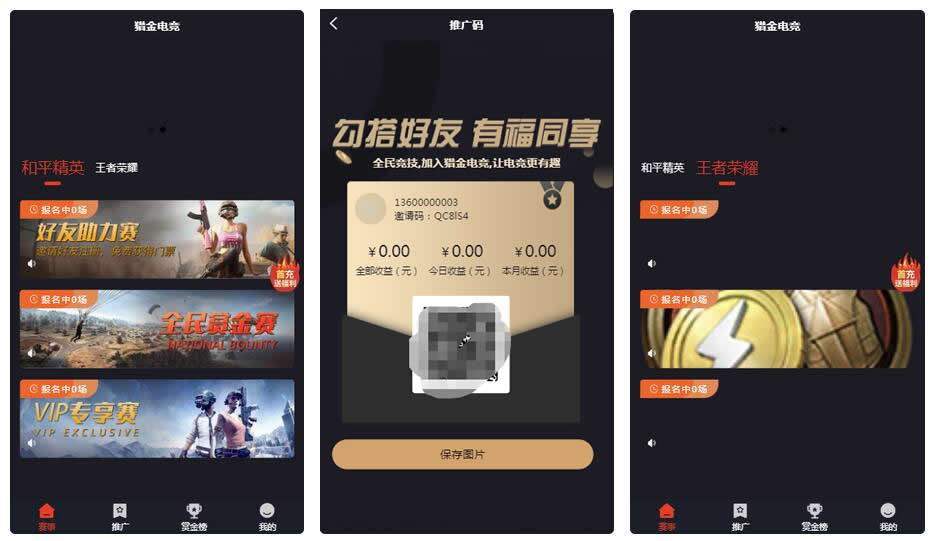 猎金电竞
和平精英 王者荣耀
报名中0场
好友助力赛
邀请好友注册，免费获得门票
首充
送福利
报名中0场
全民赏金赛
NATIONAL BOUNTY
报名中0场
VIP专享赛
VIP EXCLUSIVE
赛事 推广 赏金榜 我的
推广码
勾搭好友 有福同享
全民竞技,加入猎金电竞,让电竞更有趣
13600000003
邀请码：QC8lS4
￥0.00 ￥0.00 ￥0.00
全部收益（元） 今日收益（元） 本月收益（元）
保存图片
猎金电竞
和平精英 王者荣耀
报名中0场
首充
送福利
报名中0场
报名中0场
赛事 推广 赏金榜 我的